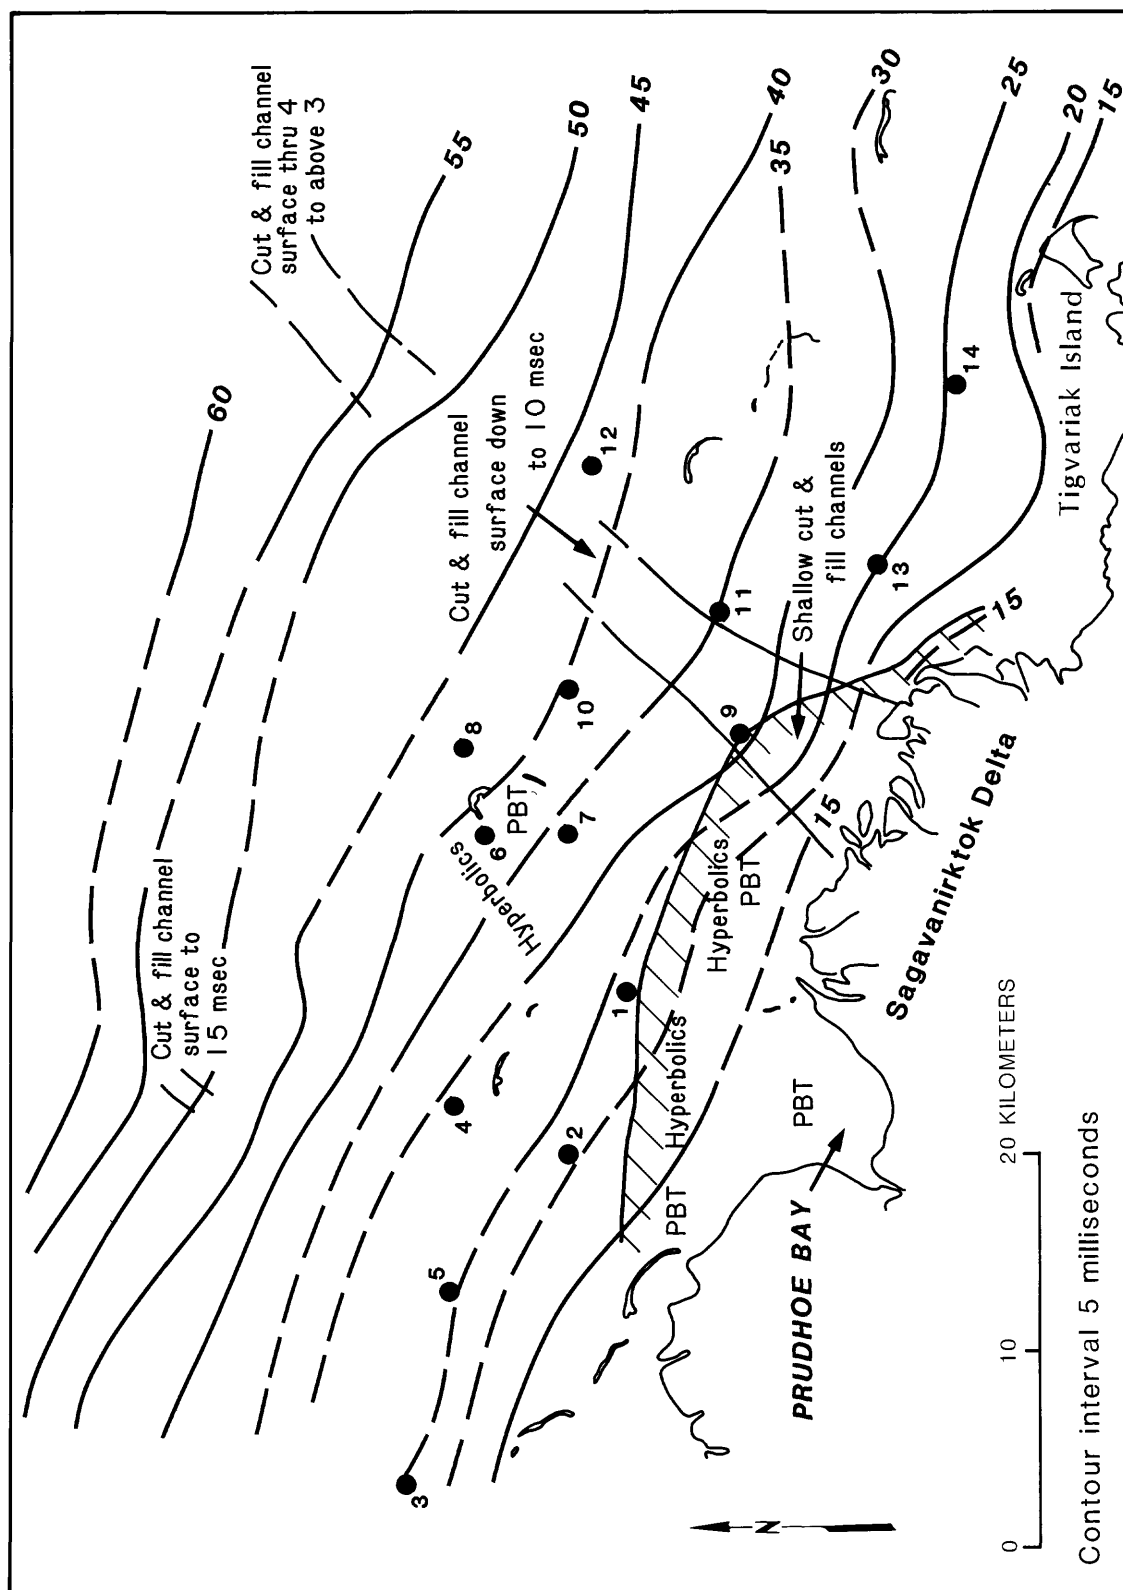 60
55
50
45
40
35
30
25
20
15
Cut & fill channel
surface thru 4
to above 3
Cut & fill channel
surface down
to 10 msec
Cut & fill channel
surface to
15 msec
Shallow cut &
fill channels
Hyperbolics
PBT
Hyperbolics
PBT
Hyperbolics
PBT
PBT
15
15
1
2
3
4
5
6
7
8
9
10
11
12
13
14
Tigvariak Island
Sagavanirktok Delta
PRUDHOE BAY
N
0 10 20 KILOMETERS
Contour interval 5 milliseconds